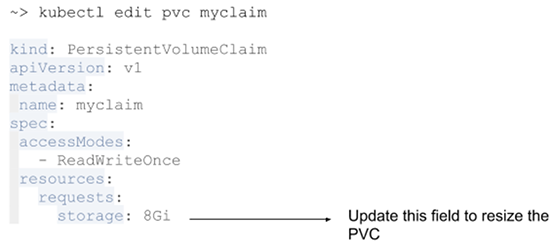 ~> kubectl edit pvc myclaim
kind: PersistentVolumeClaim
apiVersion: v1
metadata:
  name: myclaim
spec:
  accessModes:
    - ReadWriteOnce
  resources:
    requests:
      storage: 8Gi
Update this field to resize the
PVC